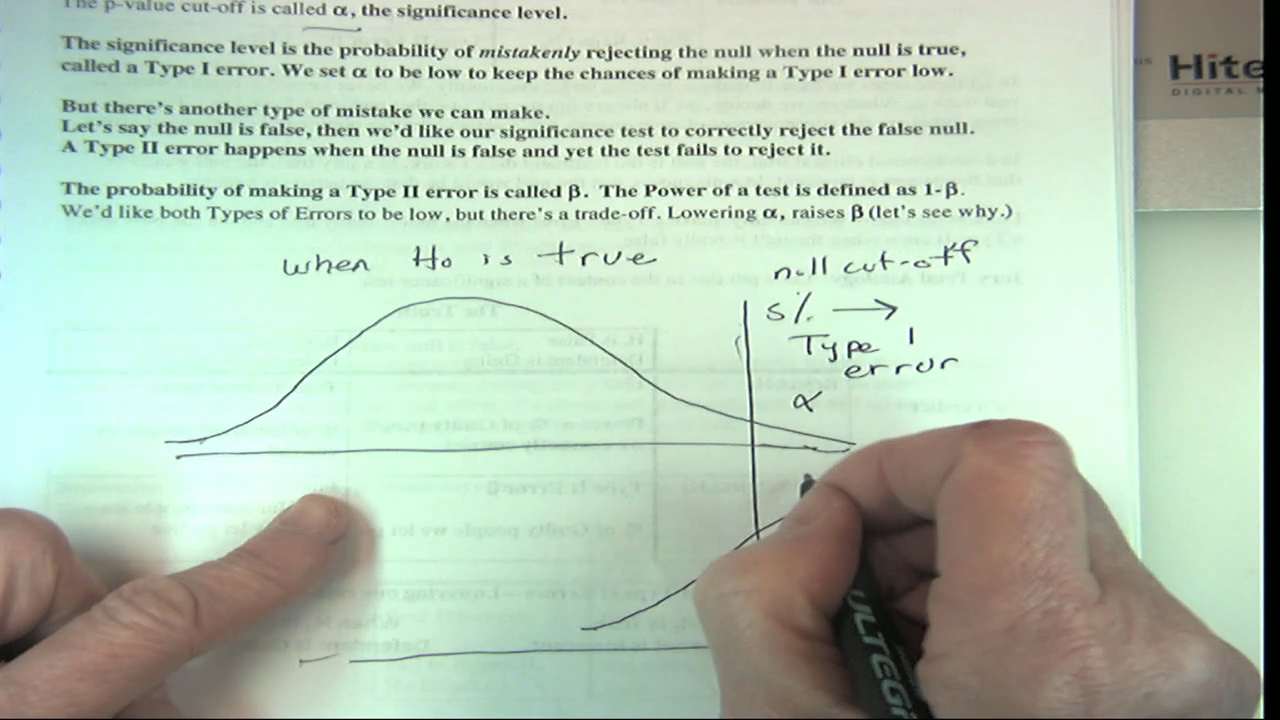 The p-value cut-off is called α, the significance level.
The significance level is the probability of mistakenly rejecting the null when the null is true,
called a Type I error. We set α to be low to keep the chances of making a Type I error low.
But there's another type of mistake we can make.
Let's say the null is false, then we'd like our significance test to correctly reject the false null.
A Type II error happens when the null is false and yet the test fails to reject it.
The probability of making a Type II error is called β. The Power of a test is defined as 1-β.
We'd like both Types of Errors to be low, but there's a trade-off. Lowering α, raises β (let's see why.)
when Ho is true
null cut-off
5% →
Type 1
error
α
Hite
DIGITAL
ULTEGR